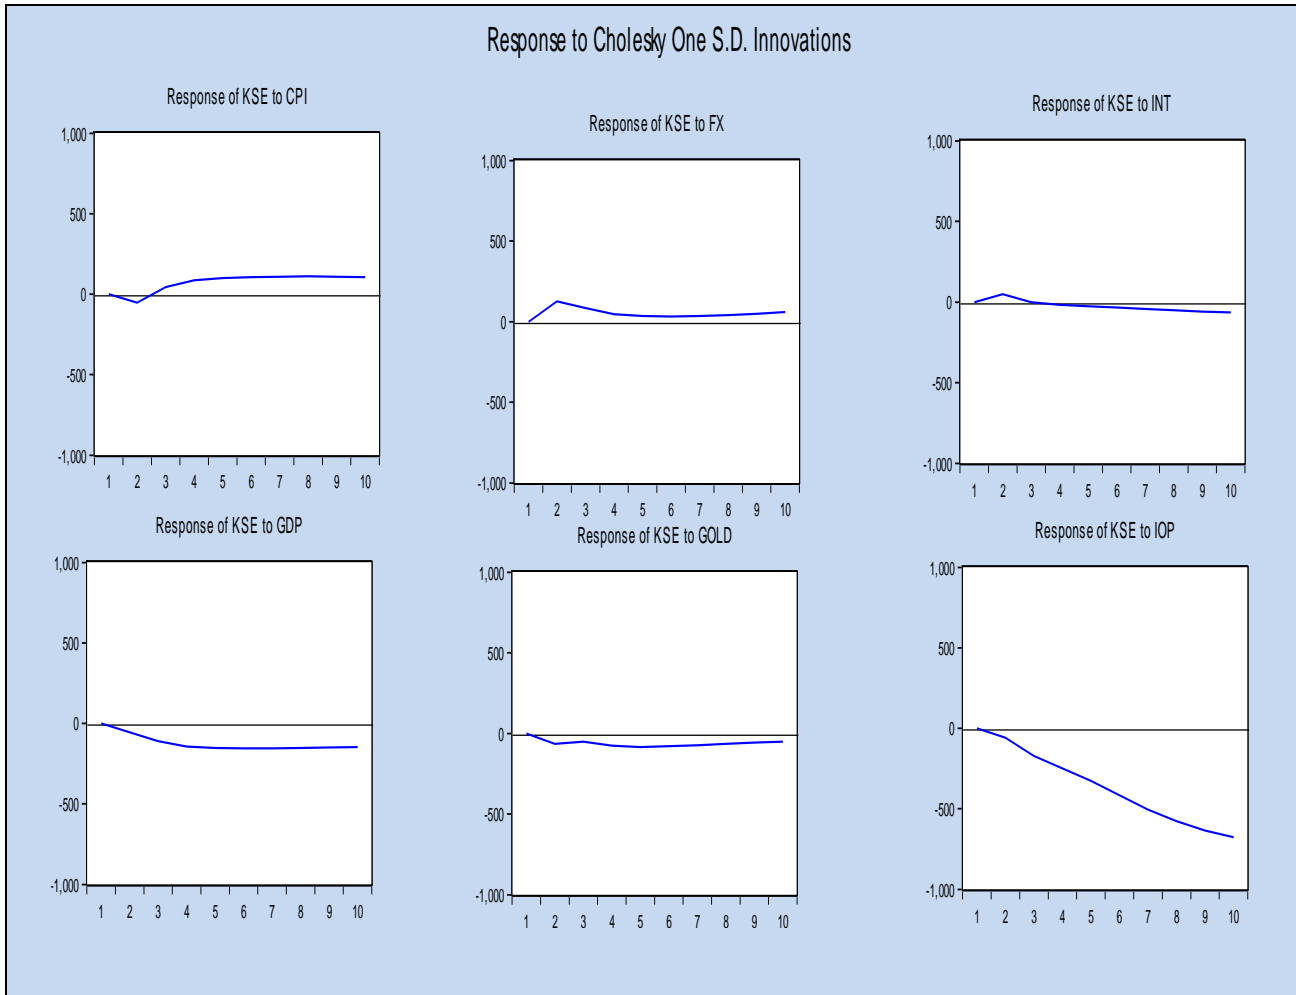 Response to Cholesky One S.D. Innovations
Response of KSE to CPI
1,000
500
0
-500
-1,000
1 2 3 4 5 6 7 8 9 10
Response of KSE to FX
1,000
500
0
-500
-1,000
1 2 3 4 5 6 7 8 9 10
Response of KSE to INT
1,000
500
0
-500
-1,000
1 2 3 4 5 6 7 8 9 10
Response of KSE to GDP
1,000
500
0
-500
-1,000
1 2 3 4 5 6 7 8 9 10
Response of KSE to GOLD
1,000
500
0
-500
-1,000
1 2 3 4 5 6 7 8 9 10
Response of KSE to IOP
1,000
500
0
-500
-1,000
1 2 3 4 5 6 7 8 9 10